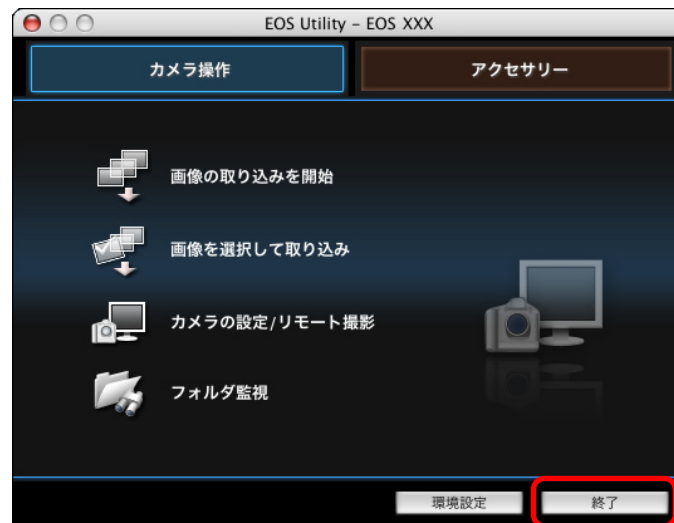 EOS Utility – EOS XXX
カメラ操作
アクセサリー
画像の取り込みを開始
画像を選択して取り込み
カメラの設定/リモート撮影
フォルダ監視
環境設定
終了